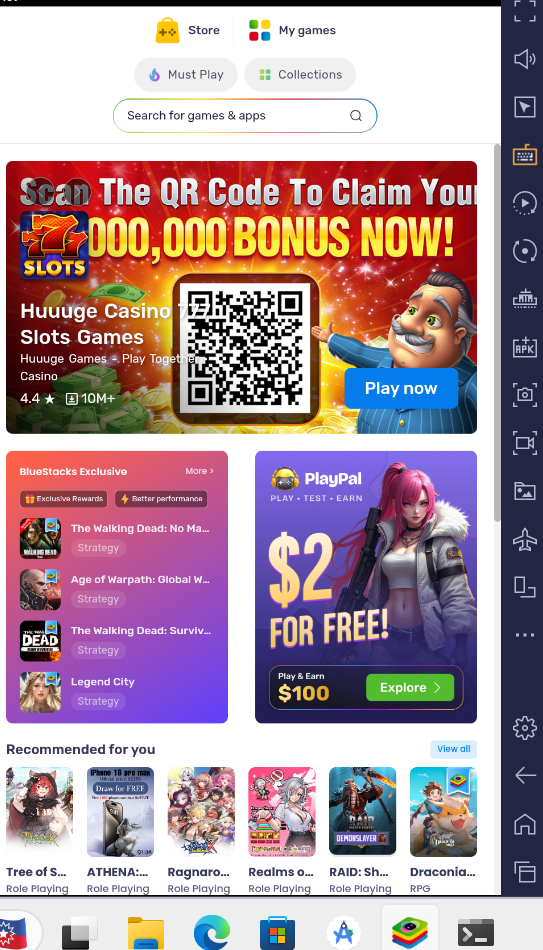 Store
My games
Must Play
Collections
Search for games & apps
Scan The QR Code To Claim Your
000,000 BONUS NOW!
777
SLOTS
Huuuge Casino 777
Slots Games
Huuuge Games - Play Together
Casino
4.4 ★ 10M+
Play now
BlueStacks Exclusive
More >
Exclusive Rewards
Better performance
The Walking Dead: No Ma...
Strategy
Age of Warpath: Global W...
Strategy
The Walking Dead: Surviv...
Strategy
Legend City
Strategy
PlayPal
PLAY • TEST • EARN
$2
FOR FREE!
Play & Earn
$100
Explore >
Recommended for you
View all
iPhone 16 pro max
Draw for FREE
RAID
DEMONSLAYER
Tree of S...
Role Playing
ATHENA:...
Role Playing
Ragnaro...
Role Playing
Realms o...
Role Playing
RAID: Sh...
Role Playing
Draconia...
RPG
APK